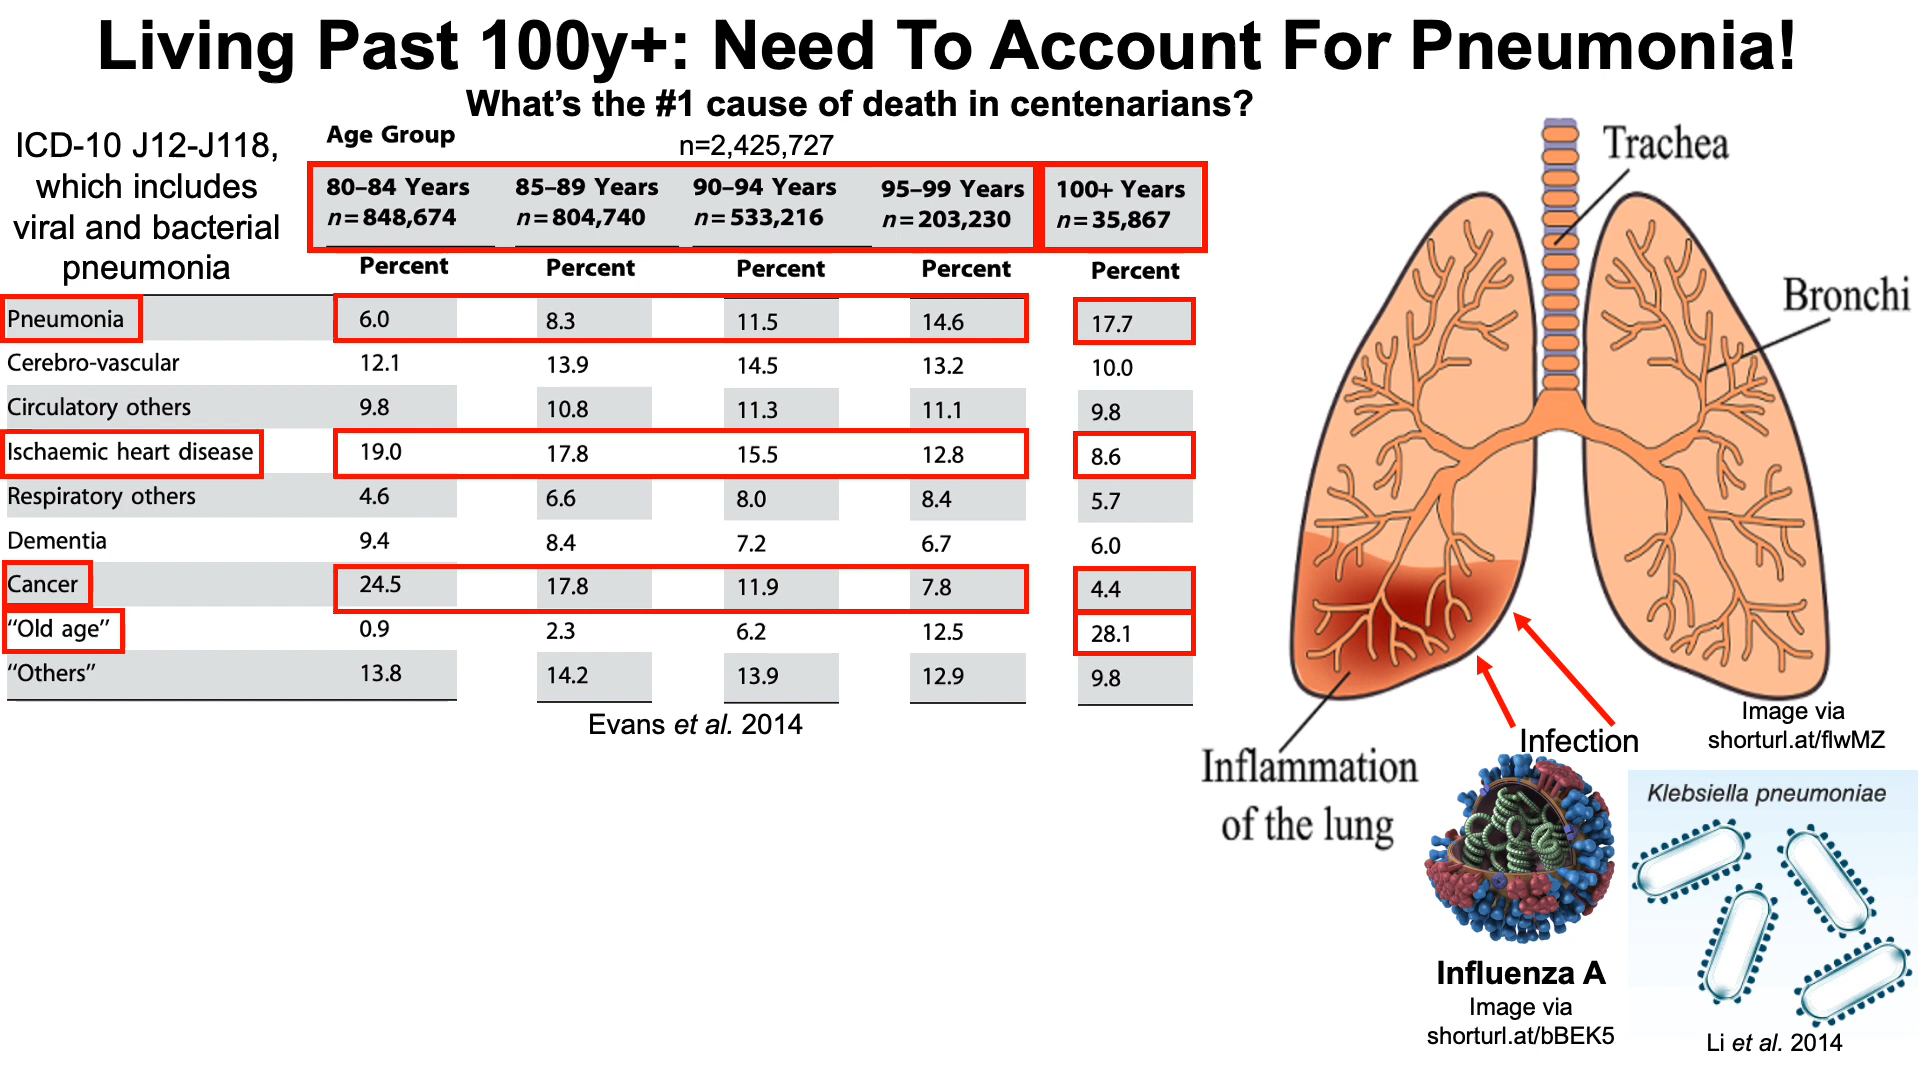 Living Past 100y+: Need To Account For Pneumonia!
What's the #1 cause of death in centenarians?
ICD-10 J12-J118,
which includes
viral and bacterial
pneumonia
Age Group
n=2,425,727
80–84 Years 85–89 Years 90–94 Years 95–99 Years 100+ Years
n=848,674 n=804,740 n=533,216 n=203,230 n=35,867
Percent Percent Percent Percent Percent
Pneumonia 6.0 8.3 11.5 14.6 17.7
Cerebro-vascular 12.1 13.9 14.5 13.2 10.0
Circulatory others 9.8 10.8 11.3 11.1 9.8
Ischaemic heart disease 19.0 17.8 15.5 12.8 8.6
Respiratory others 4.6 6.6 8.0 8.4 5.7
Dementia 9.4 8.4 7.2 6.7 6.0
Cancer 24.5 17.8 11.9 7.8 4.4
“Old age” 0.9 2.3 6.2 12.5 28.1
“Others” 13.8 14.2 13.9 12.9 9.8
Evans et al. 2014
Trachea
Bronchi
Image via
shorturl.at/flwMZ
Infection
Inflammation
of the lung
Influenza A
Image via
shorturl.at/bBEK5
Klebsiella pneumoniae
Li et al. 2014